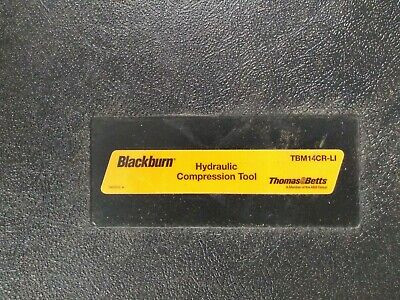 Blackburn®
Hydraulic
Compression Tool
TBM14CR-LI
Thomas&Betts
A Member of the ABB Group